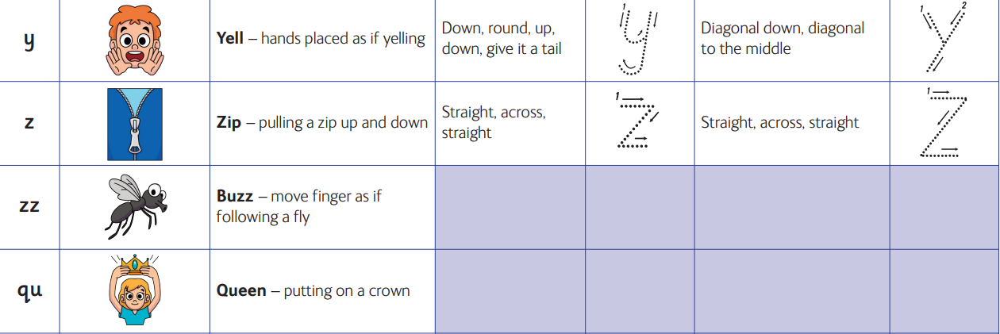 y
Yell – hands placed as if yelling
Down, round, up,
down, give it a tail
1
y
Diagonal down, diagonal
to the middle
1 2
Y
z
Zip – pulling a zip up and down
Straight, across,
straight
1
z
Straight, across, straight
1
Z
zz
Buzz – move finger as if
following a fly
qu
Queen – putting on a crown